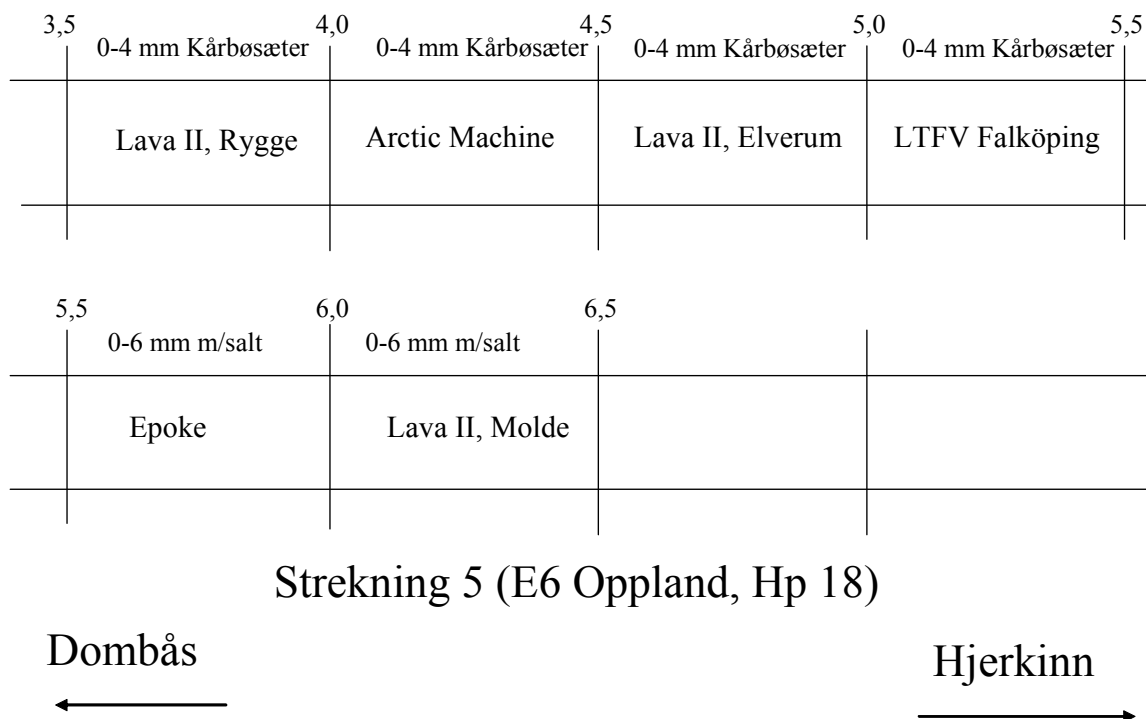 3,5 4,0 4,5 5,0 5,5
0-4 mm Kårbøsæter 0-4 mm Kårbøsæter 0-4 mm Kårbøsæter 0-4 mm Kårbøsæter
Lava II, Rygge Arctic Machine Lava II, Elverum LTFV Falköping
5,5 6,0 6,5
0-6 mm m/salt 0-6 mm m/salt
Epoke Lava II, Molde
Strekning 5 (E6 Oppland, Hp 18)
Dombås Hjerkinn